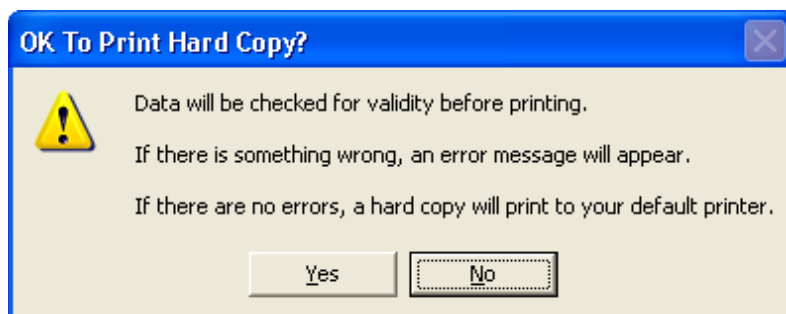 OK To Print Hard Copy?
Data will be checked for validity before printing.
If there is something wrong, an error message will appear.
If there are no errors, a hard copy will print to your default printer.
Yes
No